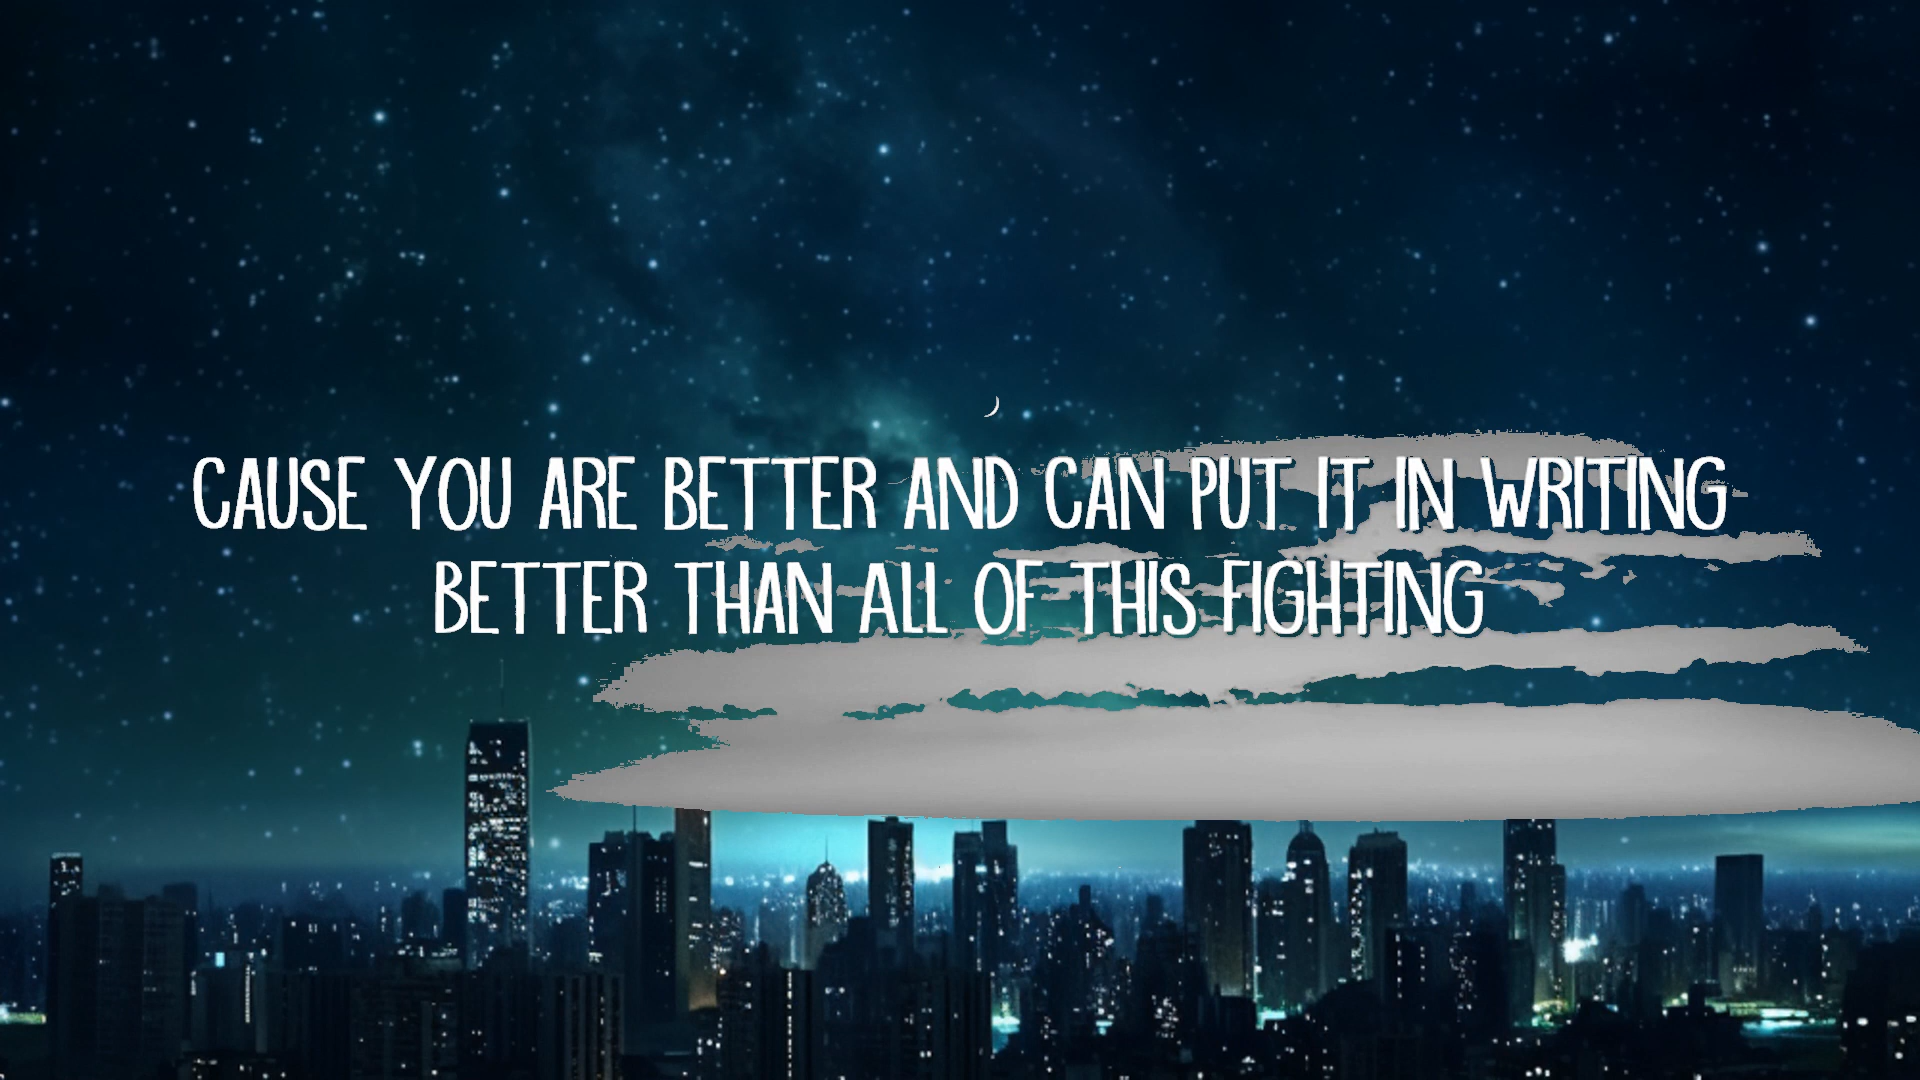 CAUSE YOU ARE BETTER AND CAN PUT IT IN WRITING
BETTER THAN ALL OF THIS FIGHTING